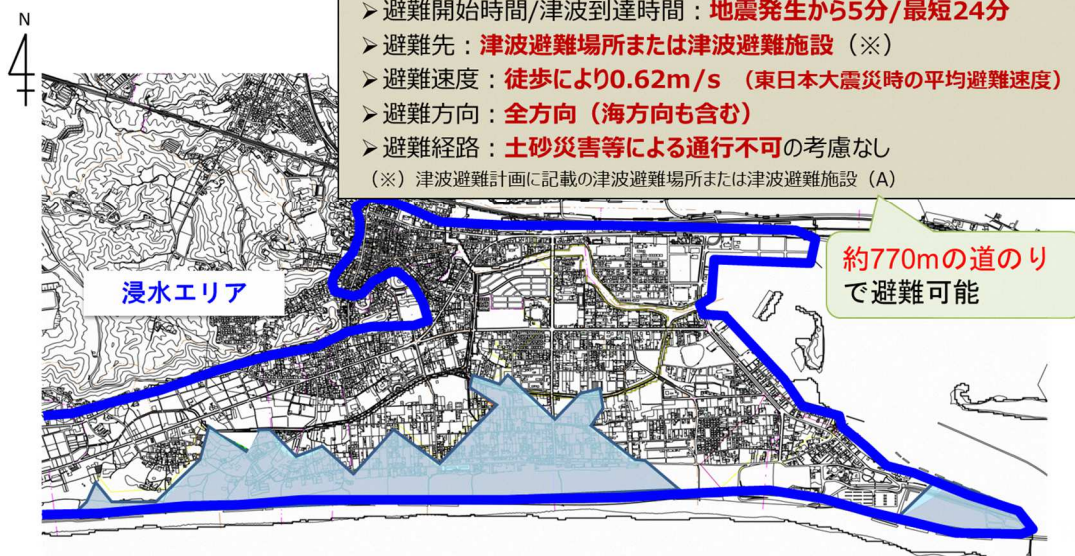 N
➢避難開始時間/津波到達時間：地震発生から5分/最短24分
➢避難先：津波避難場所または津波避難施設（※）
➢避難速度：徒歩により0.62m/s （東日本大震災時の平均避難速度）
➢避難方向：全方向（海方向も含む）
➢避難経路：土砂災害等による通行不可の考慮なし
（※）津波避難計画に記載の津波避難場所または津波避難施設（A）
約770mの道のり
で避難可能
浸水エリア